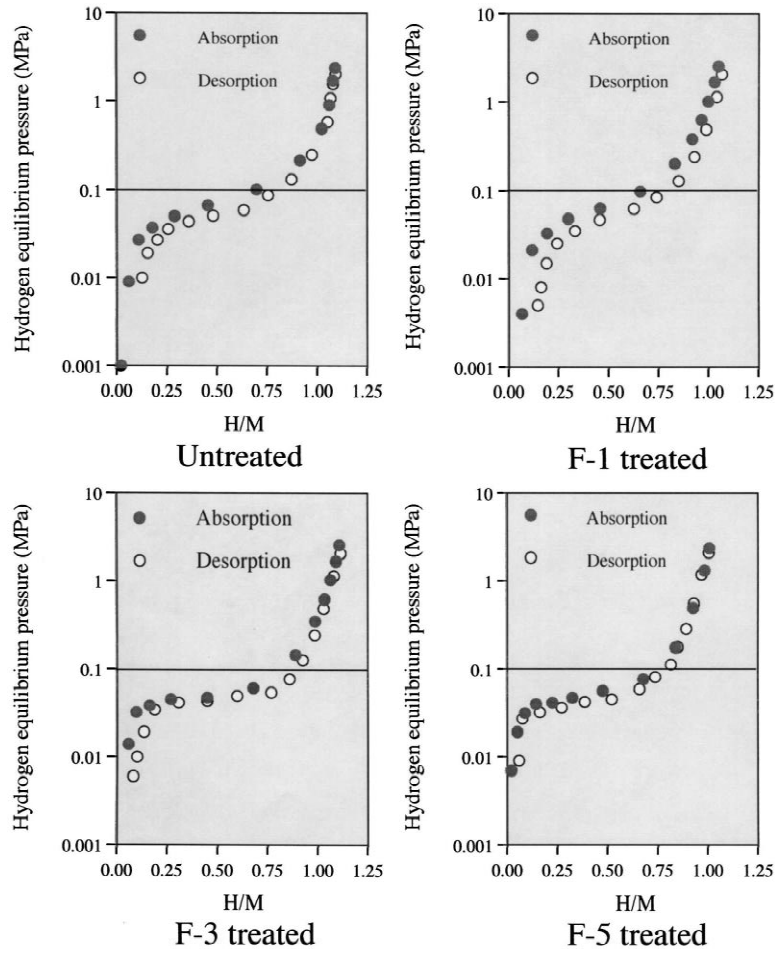 Hydrogen equilibrium pressure (MPa)
10
1
0.1
0.01
0.001
Absorption
Desorption
0.00 0.25 0.50 0.75 1.00 1.25
H/M
Untreated
Hydrogen equilibrium pressure (MPa)
10
1
0.1
0.01
0.001
Absorption
Desorption
0.00 0.25 0.50 0.75 1.00 1.25
H/M
F-1 treated
Hydrogen equilibrium pressure (MPa)
10
1
0.1
0.01
0.001
Absorption
Desorption
0.00 0.25 0.50 0.75 1.00 1.25
H/M
F-3 treated
Hydrogen equilibrium pressure (MPa)
10
1
0.1
0.01
0.001
Absorption
Desorption
0.00 0.25 0.50 0.75 1.00 1.25
H/M
F-5 treated